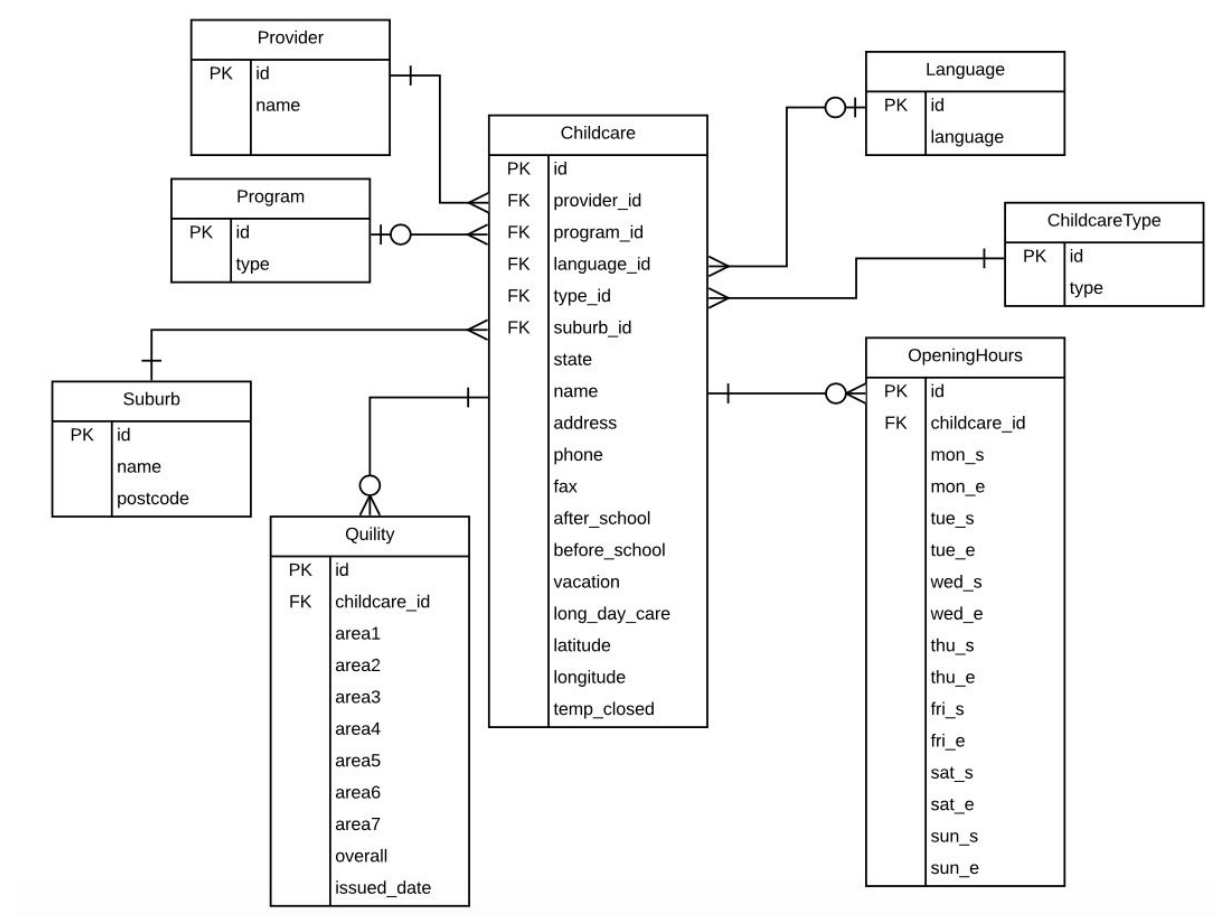 Provider
PK id
name
Program
PK id
type
Suburb
PK id
name
postcode
Quility
PK id
FK childcare_id
area1
area2
area3
area4
area5
area6
area7
overall
issued_date
Childcare
PK id
FK provider_id
FK program_id
FK language_id
FK type_id
FK suburb_id
state
name
address
phone
fax
after_school
before_school
vacation
long_day_care
latitude
longitude
temp_closed
Language
PK id
language
ChildcareType
PK id
type
OpeningHours
PK id
FK childcare_id
mon_s
mon_e
tue_s
tue_e
wed_s
wed_e
thu_s
thu_e
fri_s
fri_e
sat_s
sat_e
sun_s
sun_e